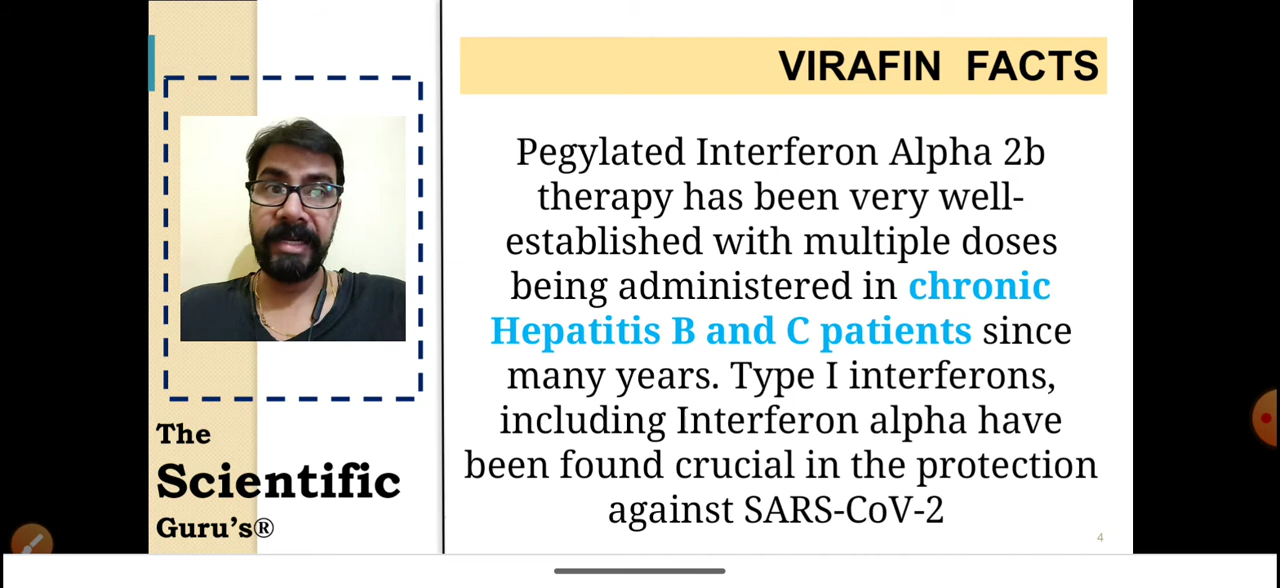 VIRAFIN FACTS
Pegylated Interferon Alpha 2b
therapy has been very well-
established with multiple doses
being administered in chronic
Hepatitis B and C patients since
many years. Type I interferons,
including Interferon alpha have
been found crucial in the protection
against SARS-CoV-2
The
Scientific
Guru's®
4